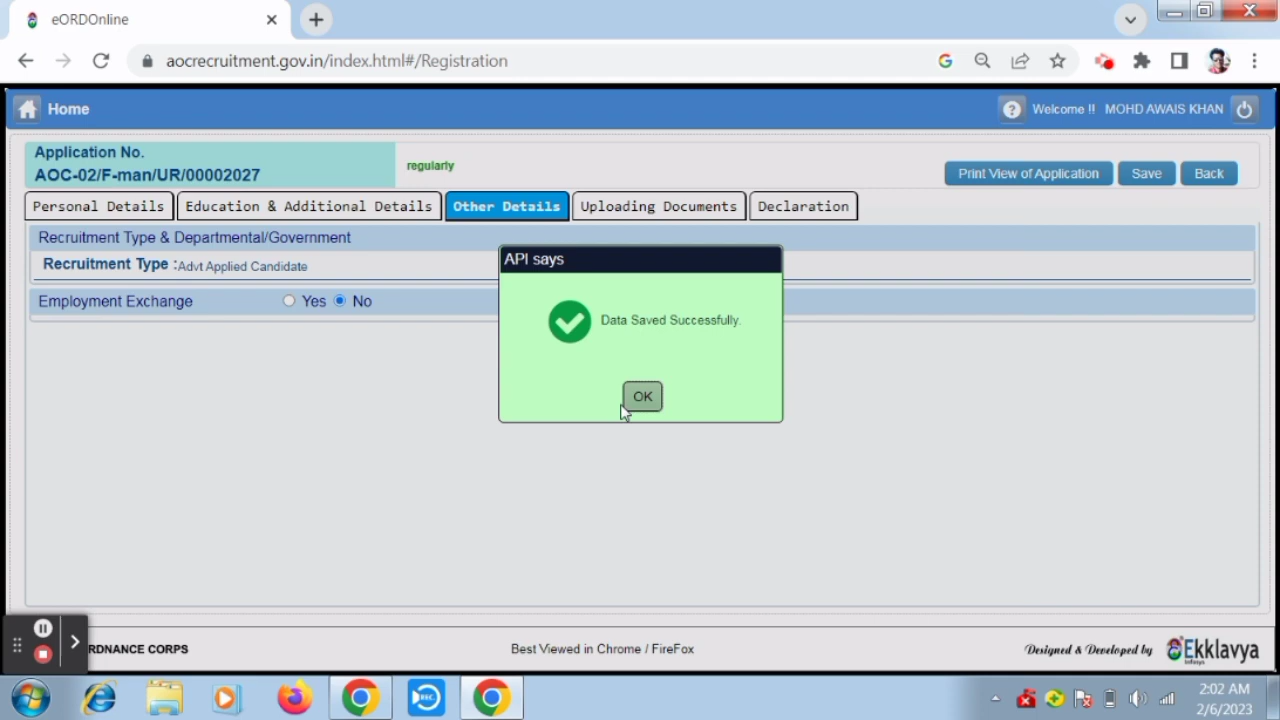 eORDOnline
aocrecruitment.gov.in/index.html#/Registration
Home
Welcome !! MOHD AWAIS KHAN
Application No.
AOC-02/F-man/UR/00002027
regularly
Print View of Application Save Back
Personal Details Education & Additional Details Other Details Uploading Documents Declaration
Recruitment Type & Departmental/Government
Recruitment Type : Advt Applied Candidate
Employment Exchange Yes No
API says
Data Saved Successfully.
OK
RDNANCE CORPS
Best Viewed in Chrome / FireFox
Designed & Developed by Ekklavya
Infosys
REC
2:02 AM
2/6/2023